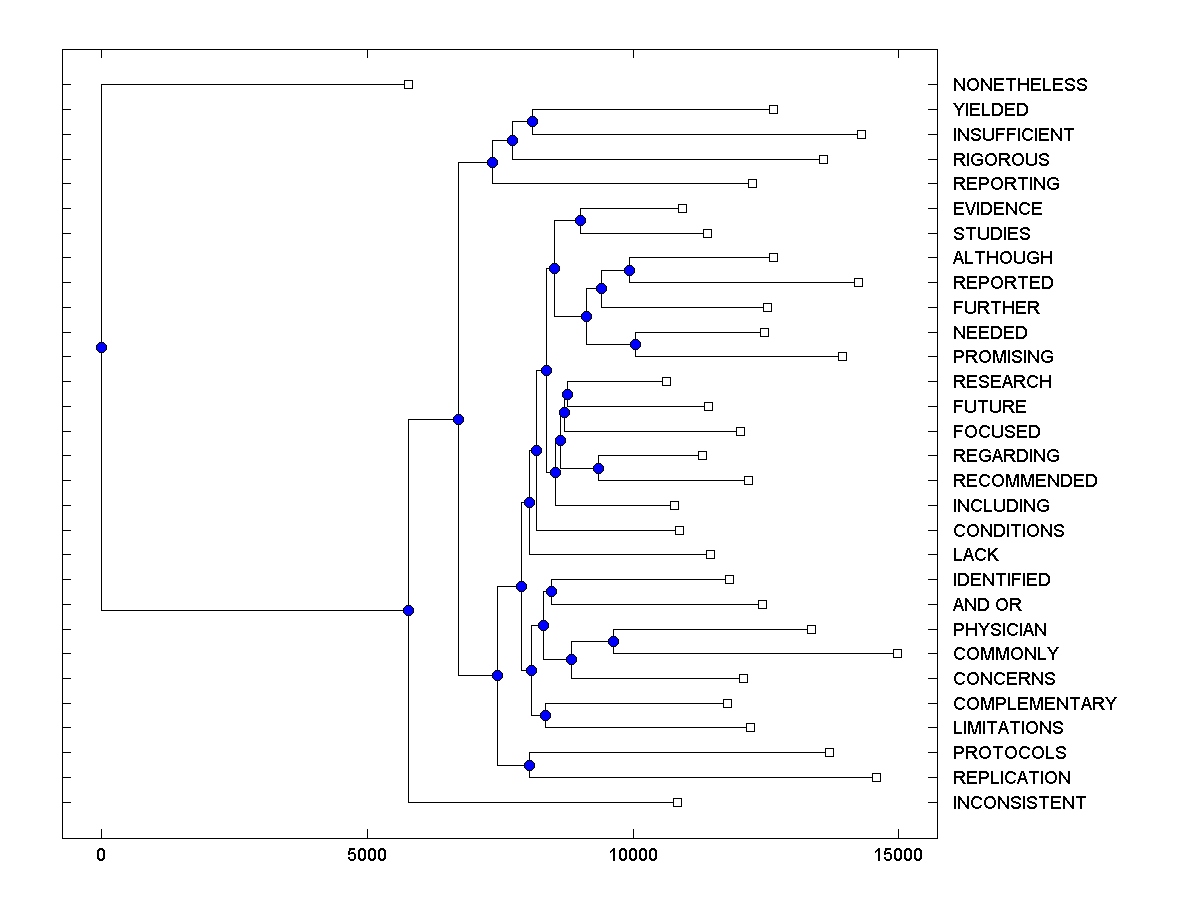 NONETHELESS
YIELDED
INSUFFICIENT
RIGOROUS
REPORTING
EVIDENCE
STUDIES
ALTHOUGH
REPORTED
FURTHER
NEEDED
PROMISING
RESEARCH
FUTURE
FOCUSED
REGARDING
RECOMMENDED
INCLUDING
CONDITIONS
LACK
IDENTIFIED
AND OR
PHYSICIAN
COMMONLY
CONCERNS
COMPLEMENTARY
LIMITATIONS
PROTOCOLS
REPLICATION
INCONSISTENT
0 5000 10000 15000